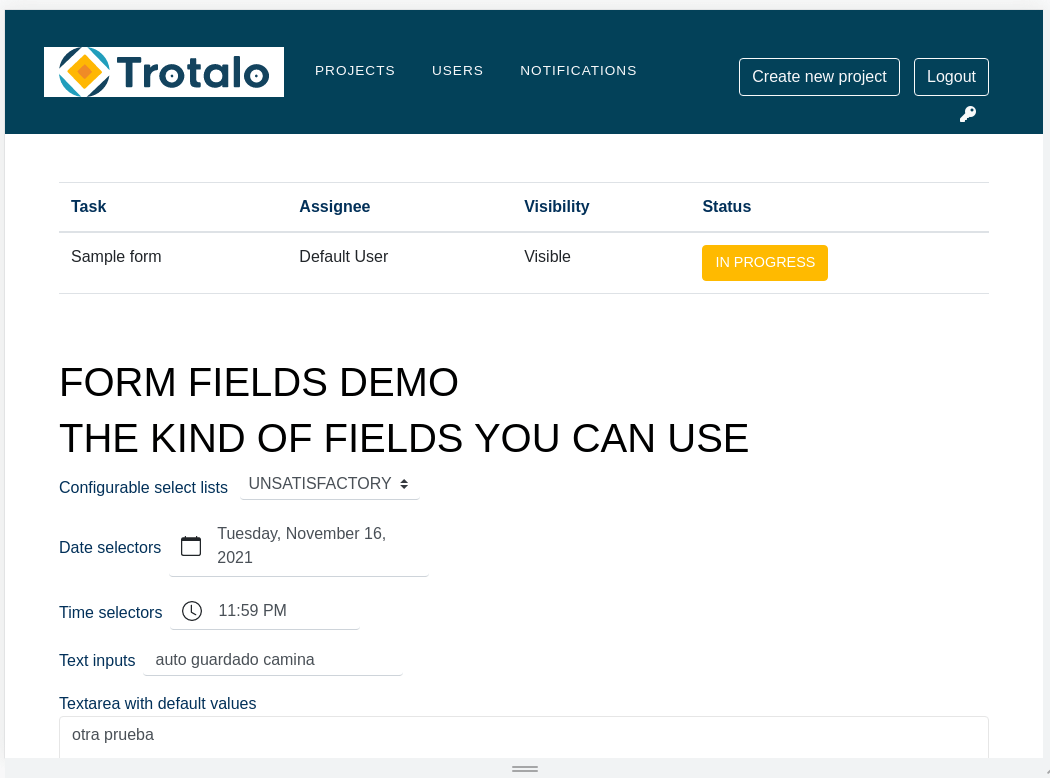 Trotalo
PROJECTS USERS NOTIFICATIONS
Create new project Logout
Task Assignee Visibility Status
Sample form Default User Visible IN PROGRESS
FORM FIELDS DEMO
THE KIND OF FIELDS YOU CAN USE
Configurable select lists UNSATISFACTORY
Date selectors Tuesday, November 16,
2021
Time selectors 11:59 PM
Text inputs auto guardado camina
Textarea with default values
otra prueba